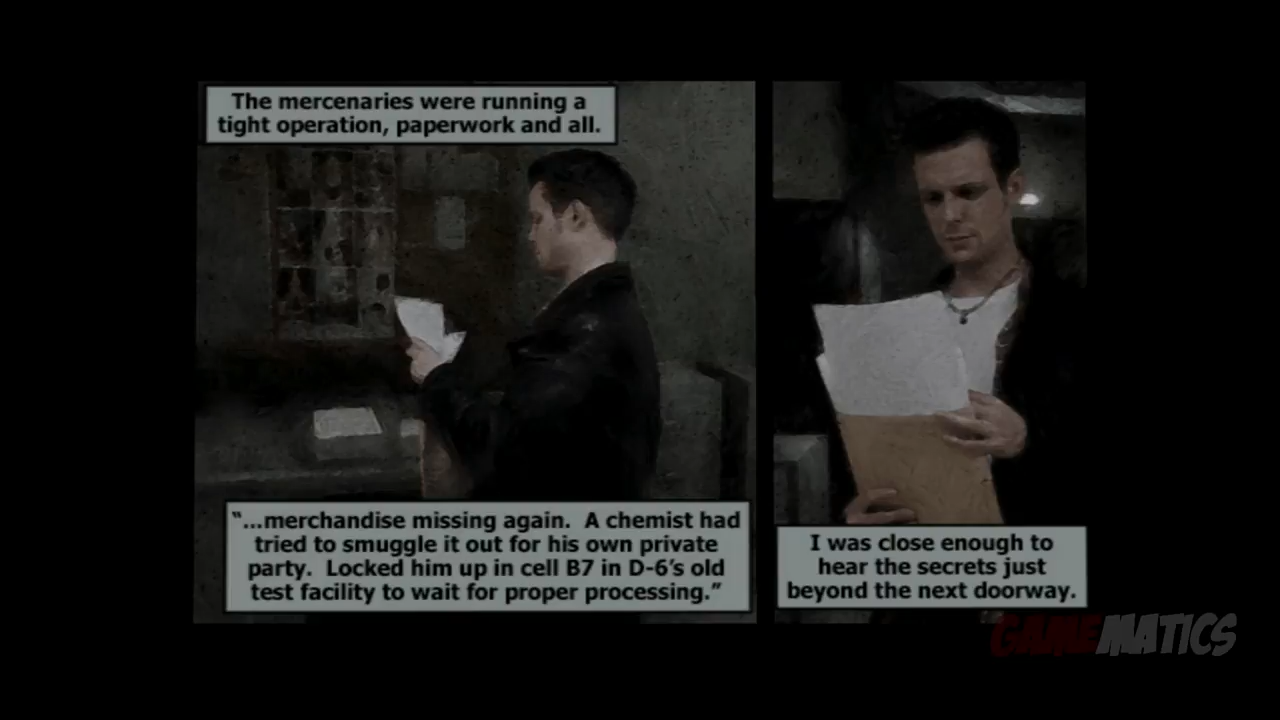 The mercenaries were running a
tight operation, paperwork and all.
"...merchandise missing again.  A chemist had
tried to smuggle it out for his own private
party.  Locked him up in cell B7 in D-6's old
test facility to wait for proper processing."
I was close enough to
hear the secrets just
beyond the next doorway.
GAMEMATICS